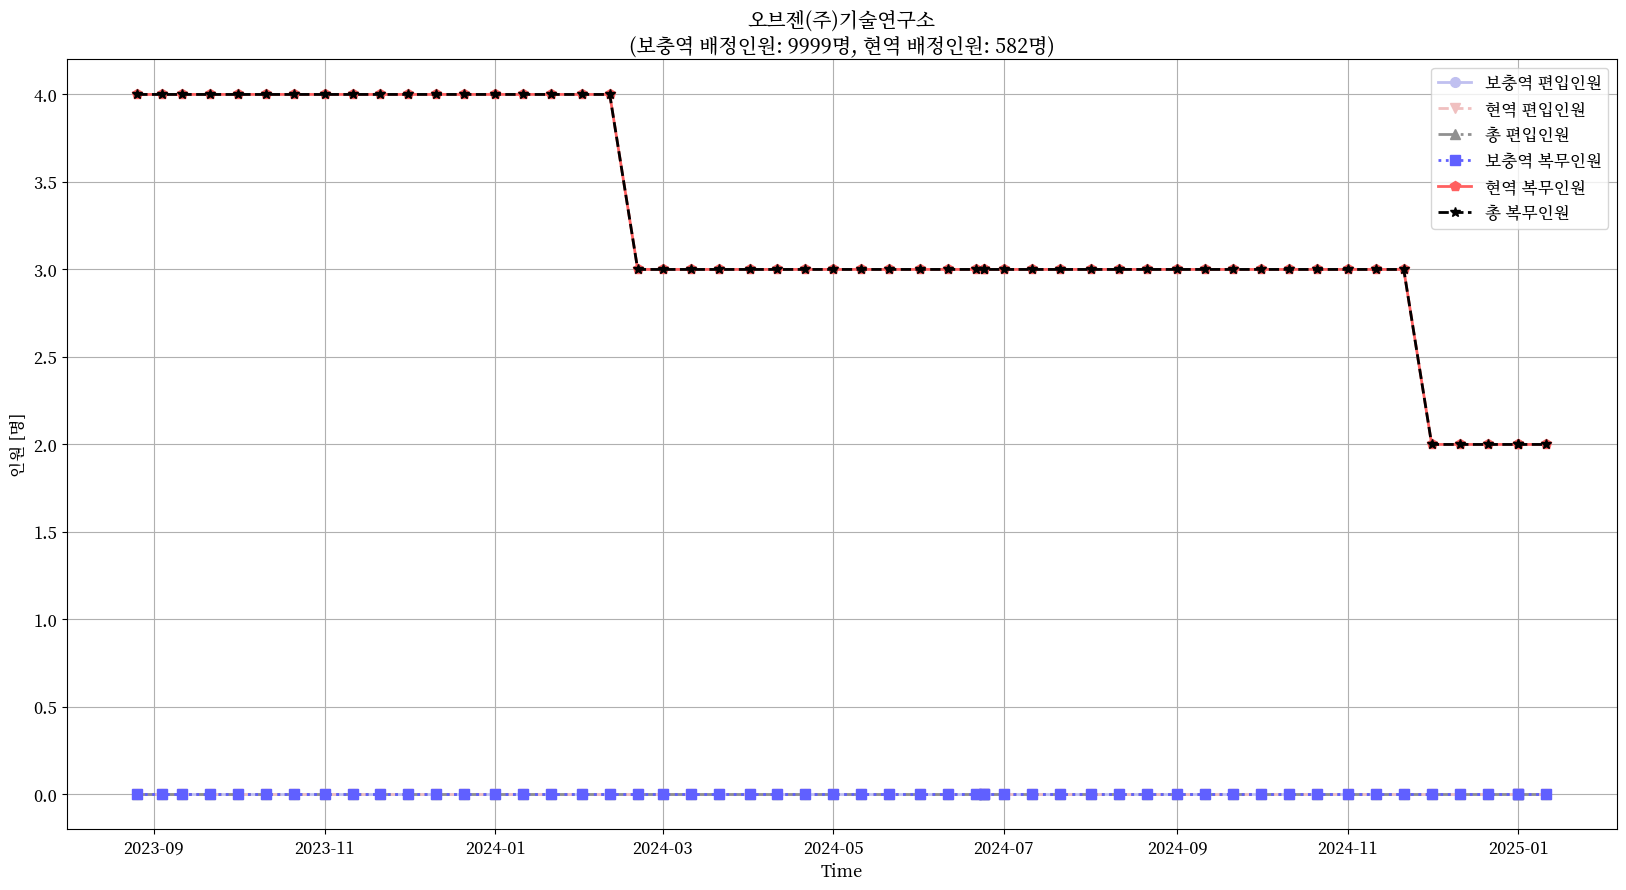 오브젠(주)기술연구소
(보충역 배정인원: 9999명, 현역 배정인원: 582명)
보충역 편입인원
현역 편입인원
총 편입인원
보충역 복무인원
현역 복무인원
총 복무인원
인원 [명]
4.0
3.5
3.0
2.5
2.0
1.5
1.0
0.5
0.0
2023-09 2023-11 2024-01 2024-03 2024-05 2024-07 2024-09 2024-11 2025-01
Time